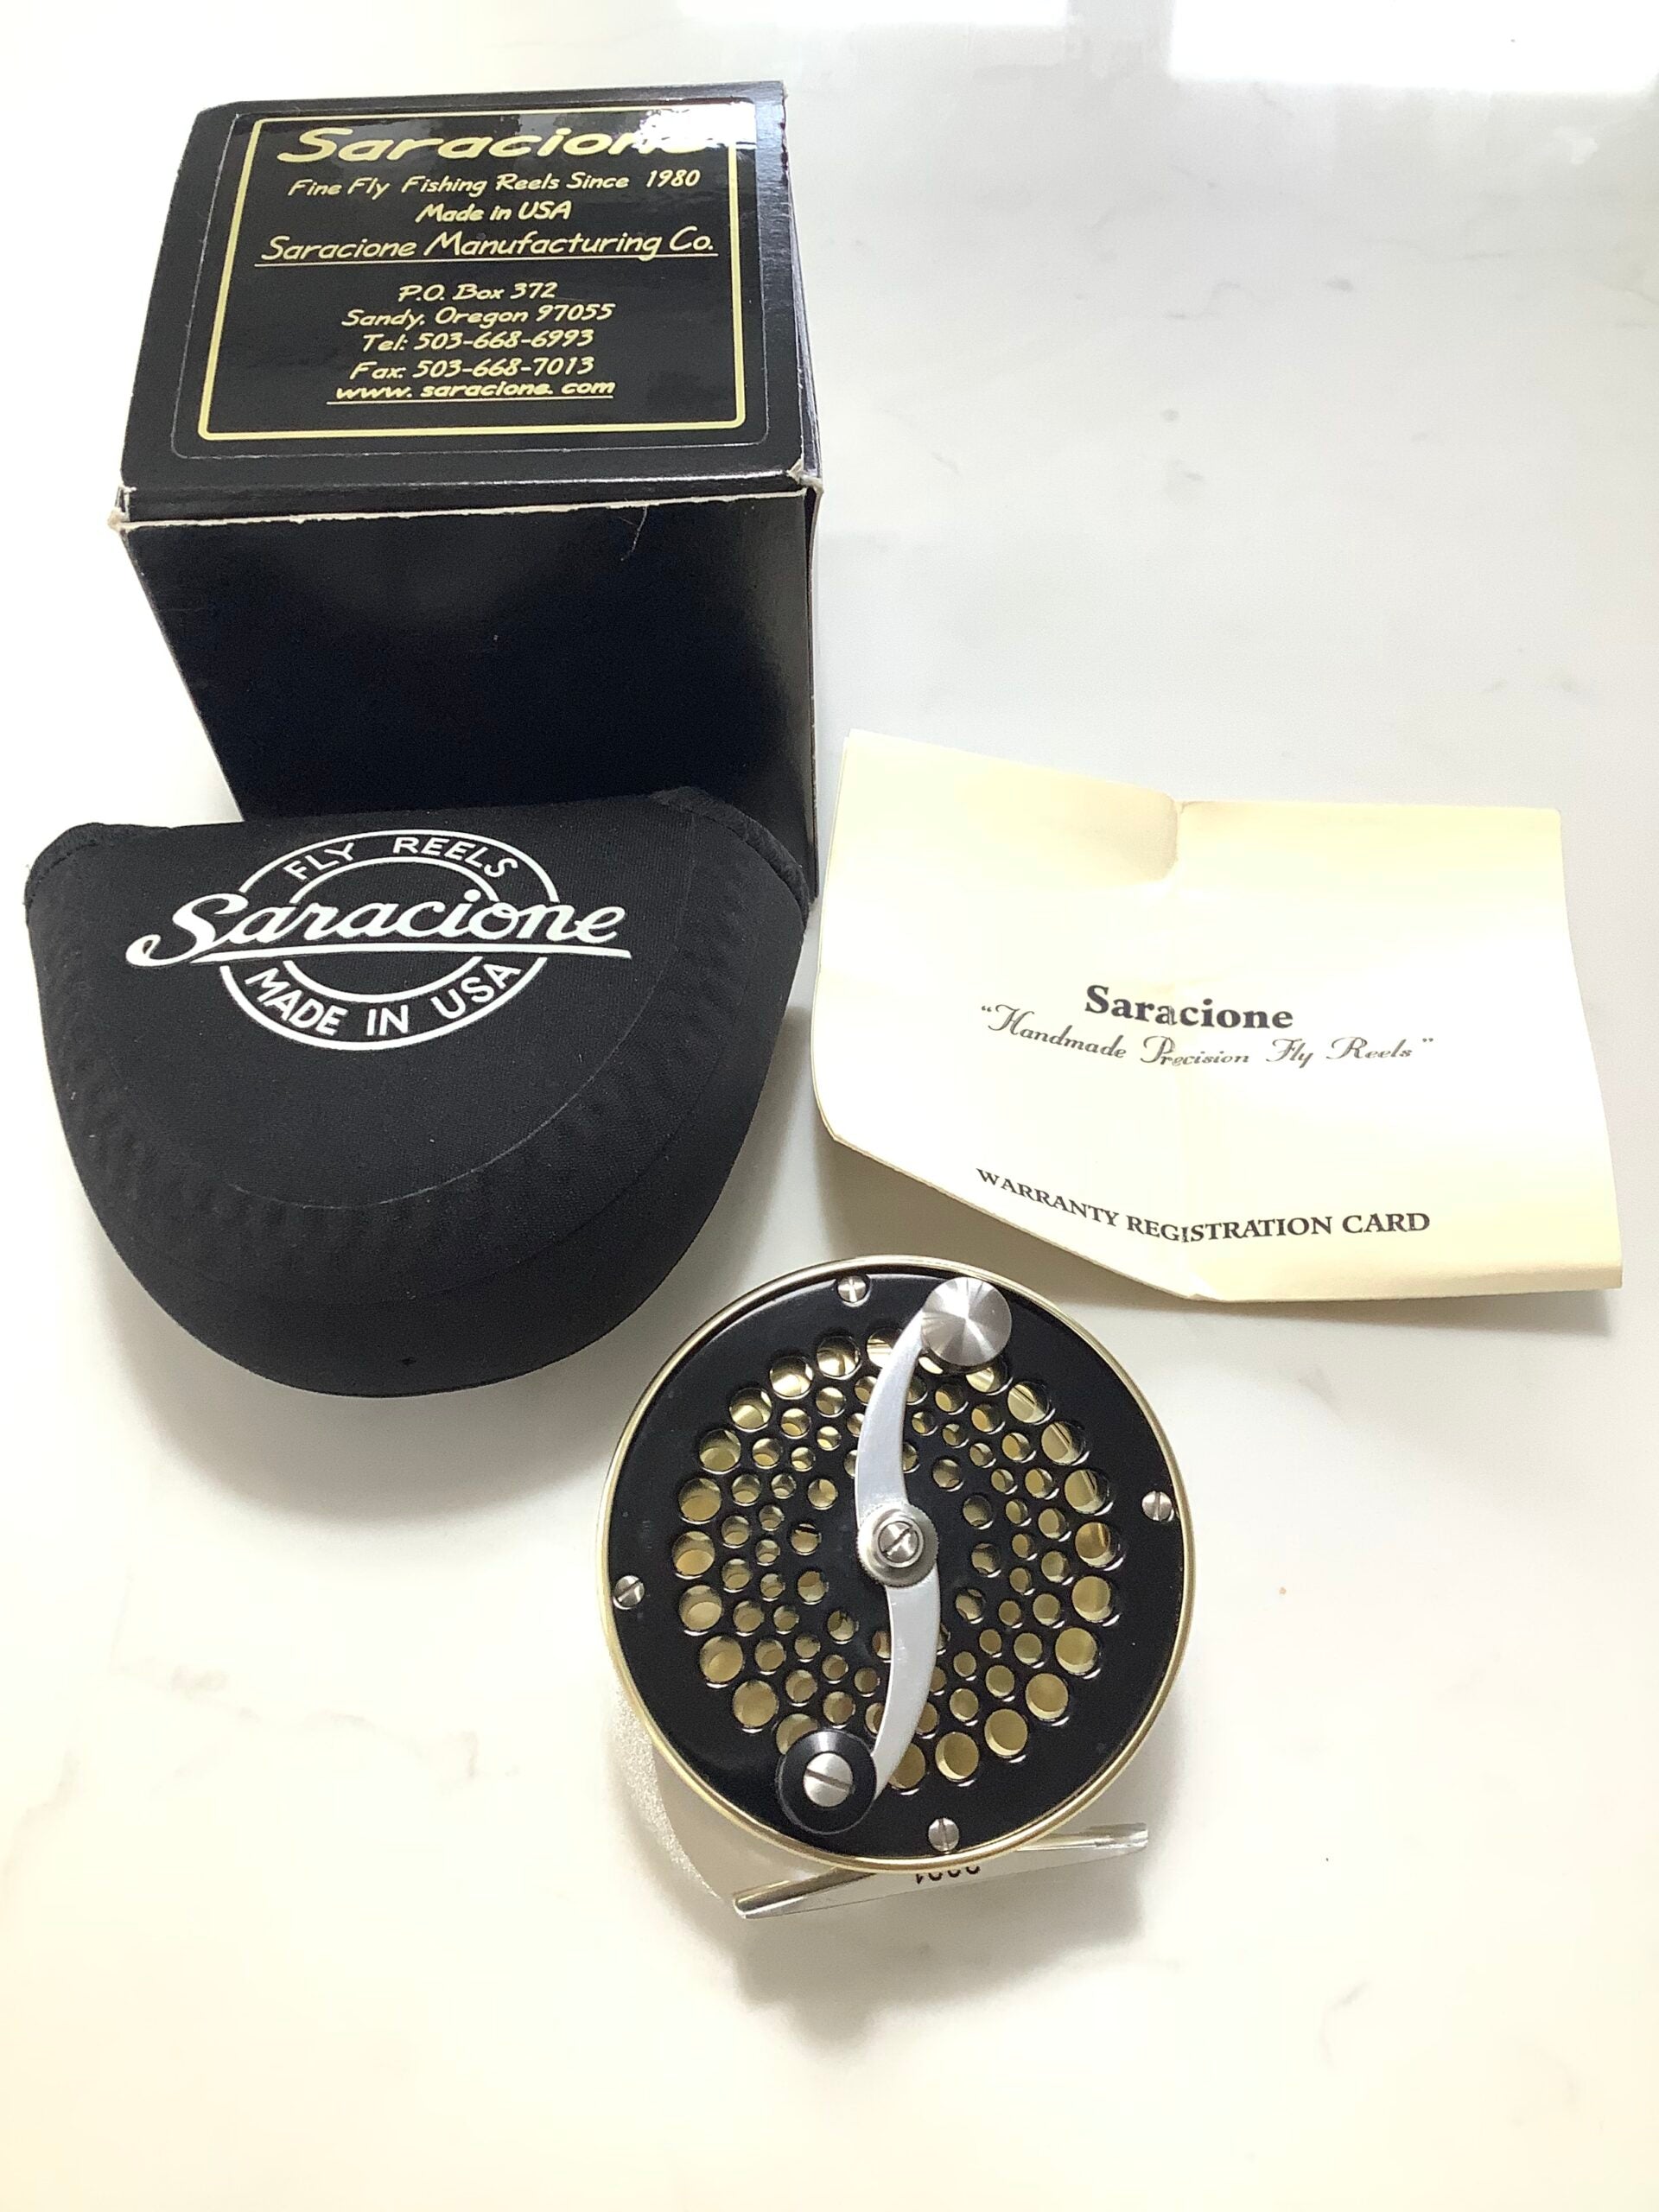 Saracione
Fine Fly Fishing Reels Since 1980
Made in USA
Saracione Manufacturing Co.
P.O. Box 372
Sandy, Oregon 97055
Tel: 503-668-6993
Fax: 503-668-7013
www.saracione.com
FLY REELS
Saracione
MADE IN USA
Saracione
"Handmade Precision Fly Reels"
WARRANTY REGISTRATION CARD